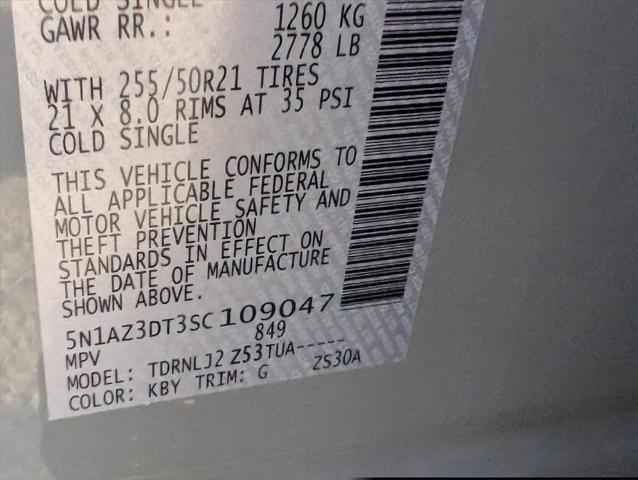 COLD SINGLE
GAWR RR.: 1260 KG
2778 LB
WITH 255/50R21 TIRES
21 X 8.0 RIMS AT 35 PSI
COLD SINGLE
THIS VEHICLE CONFORMS TO
ALL APPLICABLE FEDERAL
MOTOR VEHICLE SAFETY AND
THEFT PREVENTION
STANDARDS IN EFFECT ON
THE DATE OF MANUFACTURE
SHOWN ABOVE.
5N1AZ3DT3SC109047
MPV 849
MODEL: TDRNLJ2 Z53TUA-----
COLOR: KBY TRIM: G ZS30A